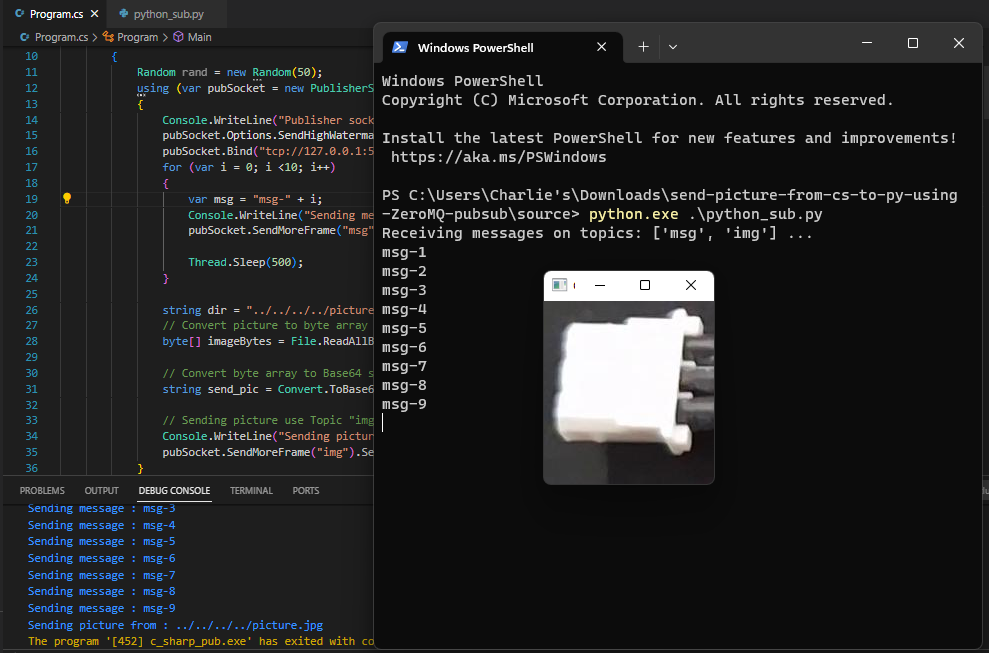 Program.cs
python_sub.py
Program.cs > Program > Main
10 {
11 Random rand = new Random(50);
12 using (var pubSocket = new PublisherS
13 {
14 Console.WriteLine("Publisher sock
15 pubSocket.Options.SendHighWaterma
16 pubSocket.Bind("tcp://127.0.0.1:5
17 for (var i = 0; i <10; i++)
18 {
19 var msg = "msg-" + i;
20 Console.WriteLine("Sending me
21 pubSocket.SendMoreFrame("msg"
22
23 Thread.Sleep(500);
24 }
25
26 string dir = "../../../../picture
27 // Convert picture to byte array
28 byte[] imageBytes = File.ReadAllB
29
30 // Convert byte array to Base64 s
31 string send_pic = Convert.ToBase6
32
33 // Sending picture use Topic "img
34 Console.WriteLine("Sending pictur
35 pubSocket.SendMoreFrame("img").Se
36 }
PROBLEMS OUTPUT DEBUG CONSOLE TERMINAL PORTS
Sending message : msg-3
Sending message : msg-4
Sending message : msg-5
Sending message : msg-6
Sending message : msg-7
Sending message : msg-8
Sending message : msg-9
Sending picture from : ../../../../picture.jpg
The program '[452] c_sharp_pub.exe' has exited with co
Windows PowerShell
Windows PowerShell
Copyright (C) Microsoft Corporation. All rights reserved.
Install the latest PowerShell for new features and improvements!
https://aka.ms/PSWindows
PS C:\Users\Charlie's\Downloads\send-picture-from-cs-to-py-using
-ZeroMQ-pubsub\source> python.exe .\python_sub.py
Receiving messages on topics: ['msg', 'img'] ...
msg-1
msg-2
msg-3
msg-4
msg-5
msg-6
msg-7
msg-8
msg-9